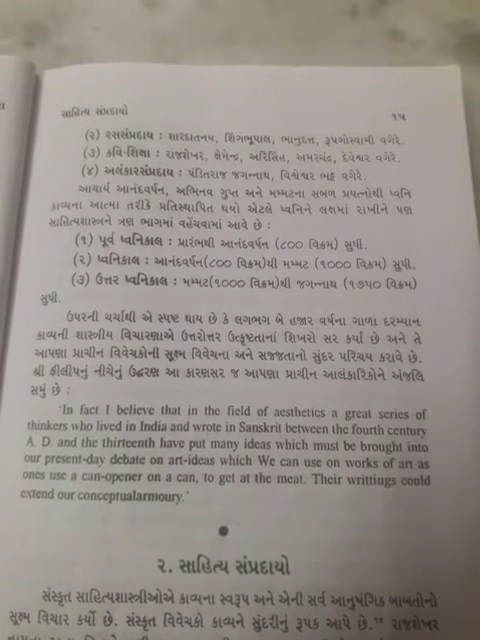 સાહિત્ય સંપ્રદાયો ૧૫
(૨) રસસંપ્રદાય : શારદાતનય, શિંગભૂપાલ, ભાનુદત્ત, રૂપગોસ્વામી વગેરે.
(૩) કવિ-શિક્ષા : રાજશેખર, ક્ષેમેન્દ્ર, અરિસિંહ, અમરચંદ્ર, દેવેશ્વર વગેરે.
(૪) અલંકારસંપ્રદાય : પંડિતરાજ જગન્નાથ, વિશ્વેશ્વર ભટ્ટ વગેરે.
આચાર્ય આનંદવર્ધન, અભિનવ ગુપ્ત અને મમ્મટના સબળ પ્રયત્નોથી ધ્વનિ
કાવ્યના આત્મા તરીકે પ્રતિસ્થાપિત થયો એટલે ધ્વનિને લક્ષમાં રાખીને પણ
સાહિત્યશાસ્ત્રને ત્રણ ભાગમાં વહેંચવામાં આવે છે :
(૧) પૂર્વ ધ્વનિકાલ : પ્રારંભથી આનંદવર્ધન (૮૦૦ વિક્રમ) સુધી.
(૨) ધ્વનિકાલ : આનંદવર્ધન(૮૦૦ વિક્રમ)થી મમ્મટ (૧૦૦૦ વિક્રમ) સુધી.
(૩) ઉત્તર ધ્વનિકાલ : મમ્મટ(૧૦૦૦ વિક્રમ)થી જગન્નાથ (૧૭૫૦ વિક્રમ)
સુધી.
ઉપરની ચર્ચાથી એ સ્પષ્ટ થાય છે કે લગભગ બે હજાર વર્ષના ગાળા દરમ્યાન
કાવ્યની શાસ્ત્રીય વિચારણાએ ઉત્તરોત્તર ઉત્કૃષ્ટતાનાં શિખરો સર કર્યાં છે અને તે
આપણા પ્રાચીન વિવેચકોની સૂક્ષ્મ વિવેચના અને સજ્જતાનો સુંદર પરિચય કરાવે છે.
શ્રી ફીલીપનું નીચેનું ઉદ્ધરણ આ કારણસર જ આપણા પ્રાચીન આલંકારિકોને અંજલિ
સમું છે :
'In fact I believe that in the field of aesthetics a great series of
thinkers who lived in India and wrote in Sanskrit between the fourth century
A. D. and the thirteenth have put many ideas which must be brought into
our present-day debate on art-ideas which We can use on works of art as
ones use a can-opener on a can, to get at the meat. Their writtings could
extend our conceptualarmoury.'
૨. સાહિત્ય સંપ્રદાયો
સંસ્કૃત સાહિત્યશાસ્ત્રીઓએ કાવ્યના સ્વરૂપ અને એની સર્વ આનુષંગિક બાબતોનો
સૂક્ષ્મ વિચાર કર્યો છે. સંસ્કૃત વિવેચકો કાવ્યને સુંદરીનું રૂપક આપે છે. રાજશેખર